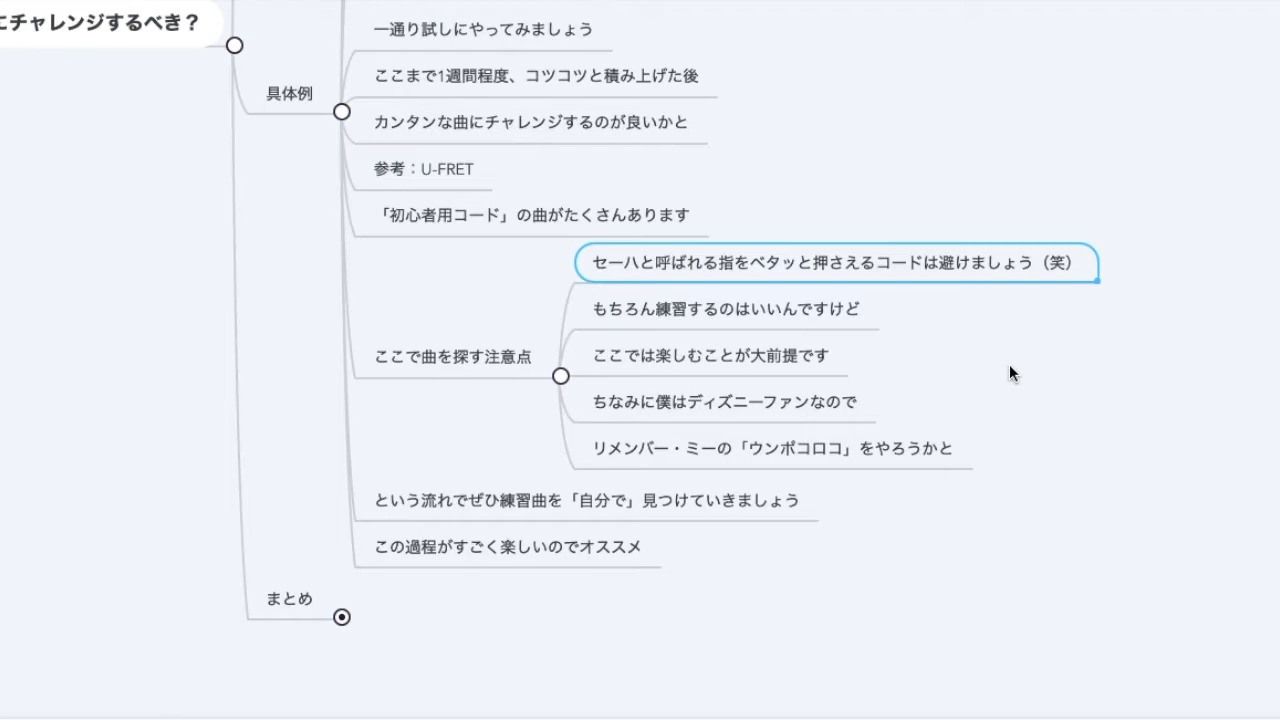 にチャレンジするべき？
一通り試しにやってみましょう
ここまで1週間程度、コツコツと積み上げた後
具体例
カンタンな曲にチャレンジするのが良いかと
参考：U-FRET
「初心者用コード」の曲がたくさんあります
セーハと呼ばれる指をベタッと押さえるコードは避けましょう（笑）
もちろん練習するのはいいんですけど
ここで曲を探す注意点
ここでは楽しむことが大前提です
ちなみに僕はディズニーファンなので
リメンバー・ミーの「ウンポコロコ」をやろうかと
という流れでぜひ練習曲を「自分で」見つけていきましょう
この過程がすごく楽しいのでオススメ
まとめ